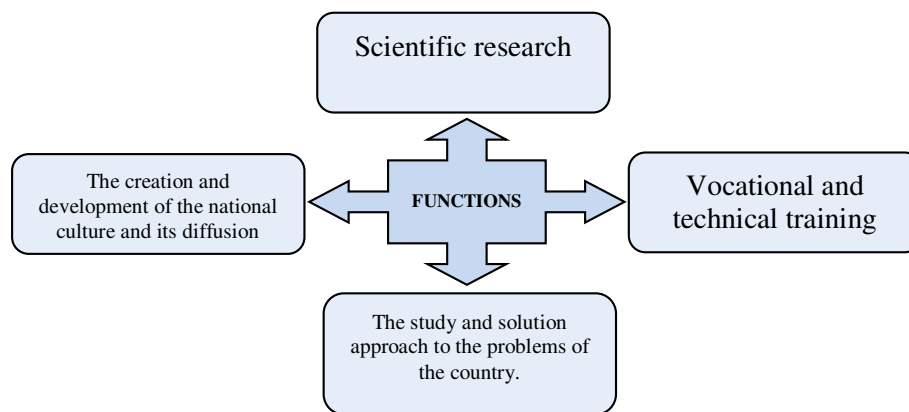 Scientific research
The creation and
development of the national
culture and its diffusion
FUNCTIONS
Vocational and
technical training
The study and solution
approach to the problems of
the country.